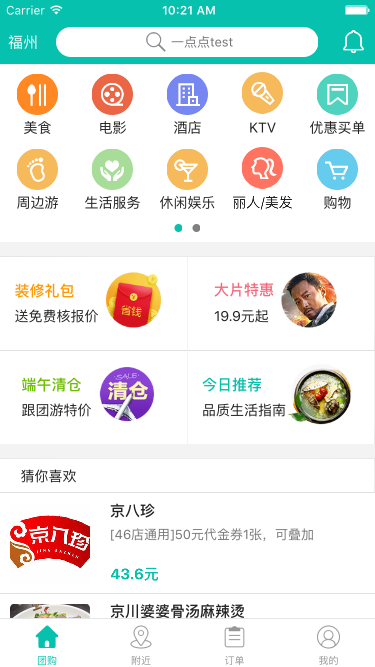 Carrier 10:21 AM
福州 一点点test
美食 电影 酒店 KTV 优惠买单
周边游 生活服务 休闲娱乐 丽人/美发 购物
装修礼包
送免费核报价
省钱
大片特惠
19.9元起
端午清仓
跟团游特价
SALE
清仓
今日推荐
品质生活指南
猜你喜欢
京八珍
JING BA ZHEN
京八珍
[46店通用]50元代金券1张，可叠加
43.6元
京川婆婆骨汤麻辣烫
团购 附近 订单 我的